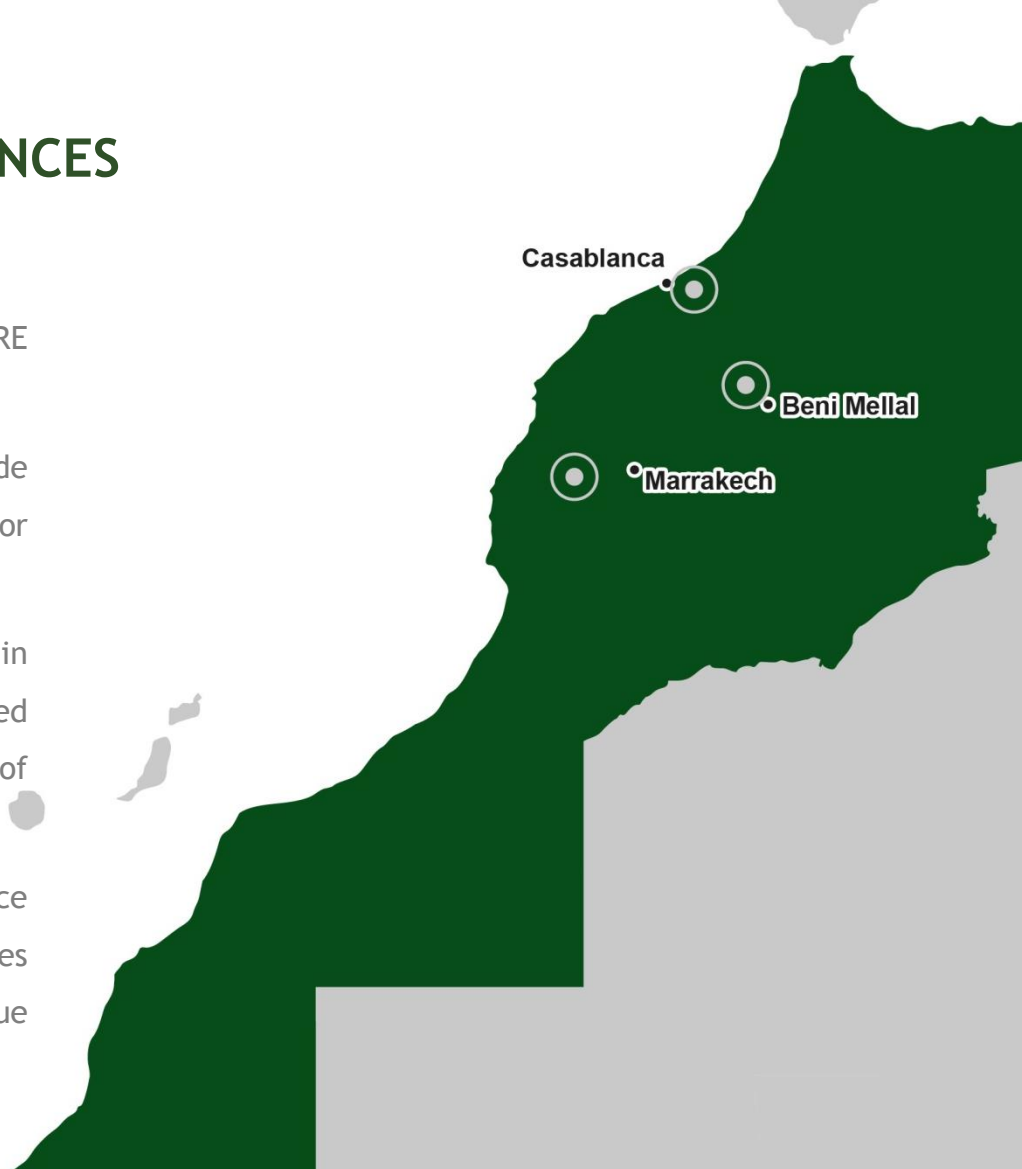 NCES
Casablanca
RE
Beni Mellal
de
Marrakech
or
in
ed
of
ce
es
ue